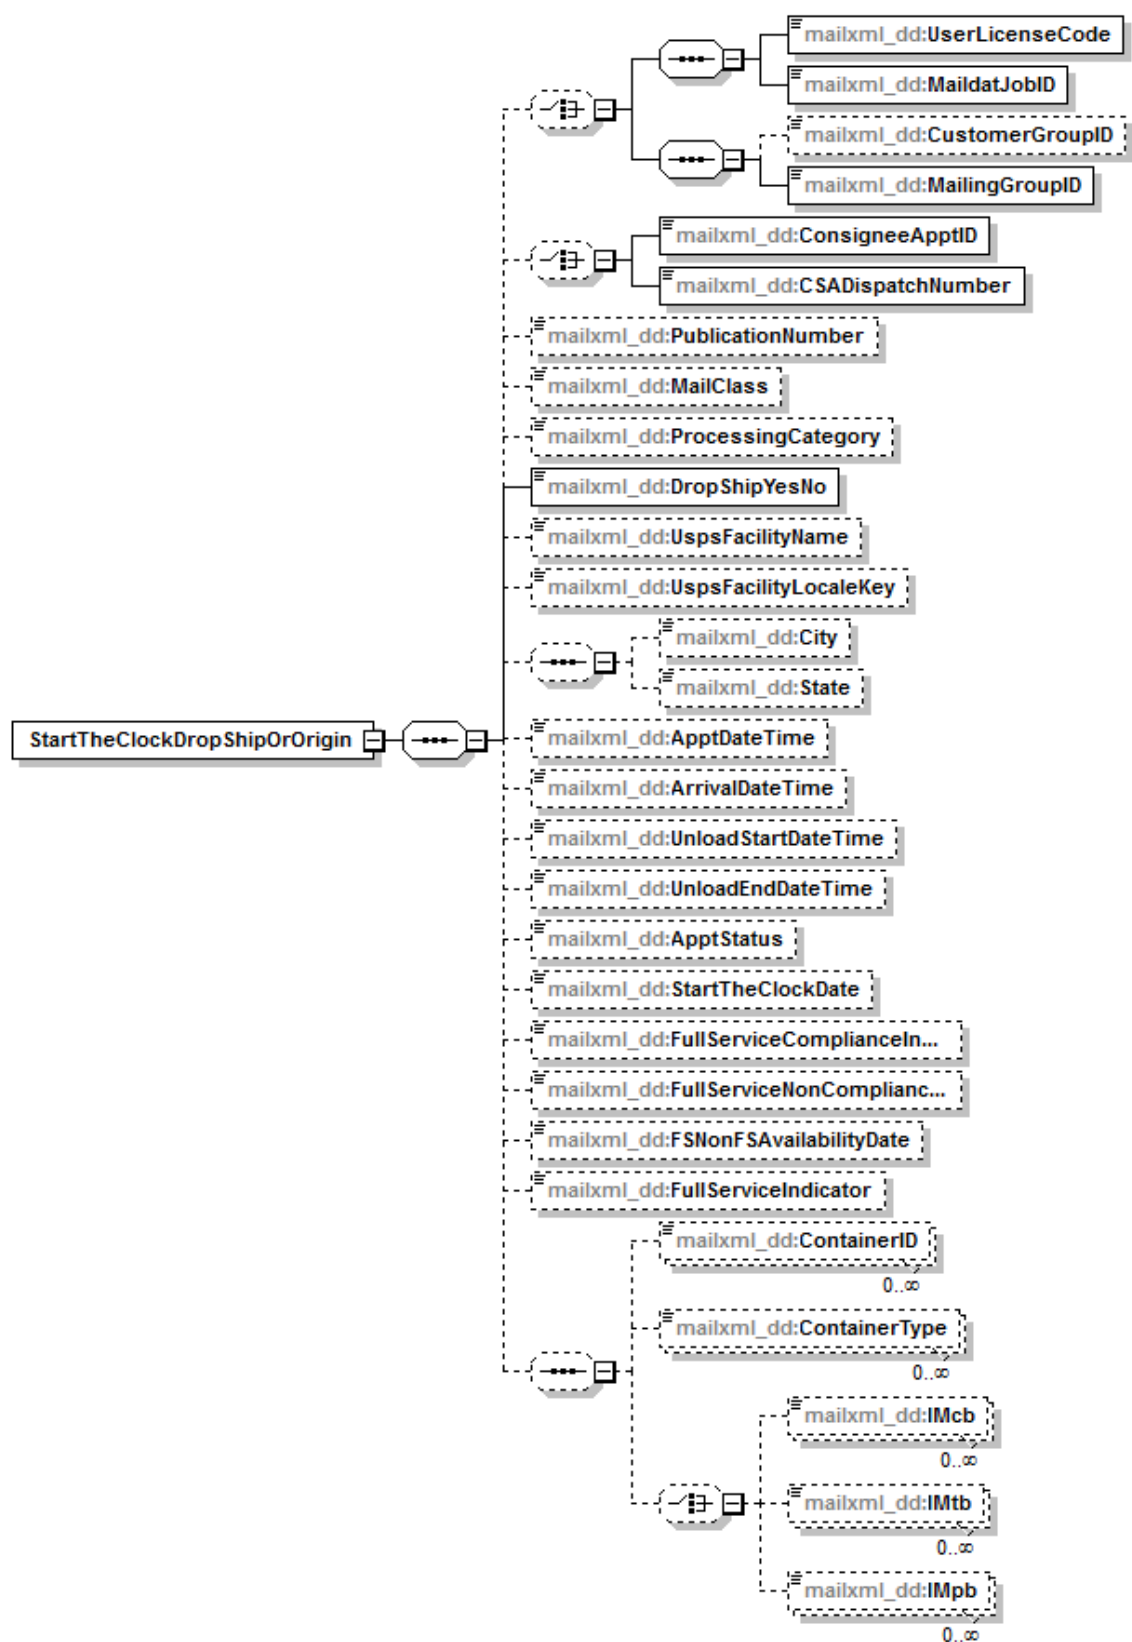 mailxml_dd:UserLicenseCode
mailxml_dd:MaildatJobID
mailxml_dd:CustomerGroupID
mailxml_dd:MailingGroupID
mailxml_dd:ConsigneeApptID
mailxml_dd:CSADispatchNumber
mailxml_dd:PublicationNumber
mailxml_dd:MailClass
mailxml_dd:ProcessingCategory
mailxml_dd:DropShipYesNo
mailxml_dd:UspsFacilityName
mailxml_dd:UspsFacilityLocaleKey
mailxml_dd:City
mailxml_dd:State
StartTheClockDropShipOrOrigin
mailxml_dd:ApptDateTime
mailxml_dd:ArrivalDateTime
mailxml_dd:UnloadStartDateTime
mailxml_dd:UnloadEndDateTime
mailxml_dd:ApptStatus
mailxml_dd:StartTheClockDate
mailxml_dd:FullServiceComplianceIn...
mailxml_dd:FullServiceNonComplianc...
mailxml_dd:FSNonFSAvailabilityDate
mailxml_dd:FullServiceIndicator
mailxml_dd:ContainerID
0..∞
mailxml_dd:ContainerType
0..∞
mailxml_dd:IMcb
0..∞
mailxml_dd:IMtb
0..∞
mailxml_dd:IMpb
0..∞